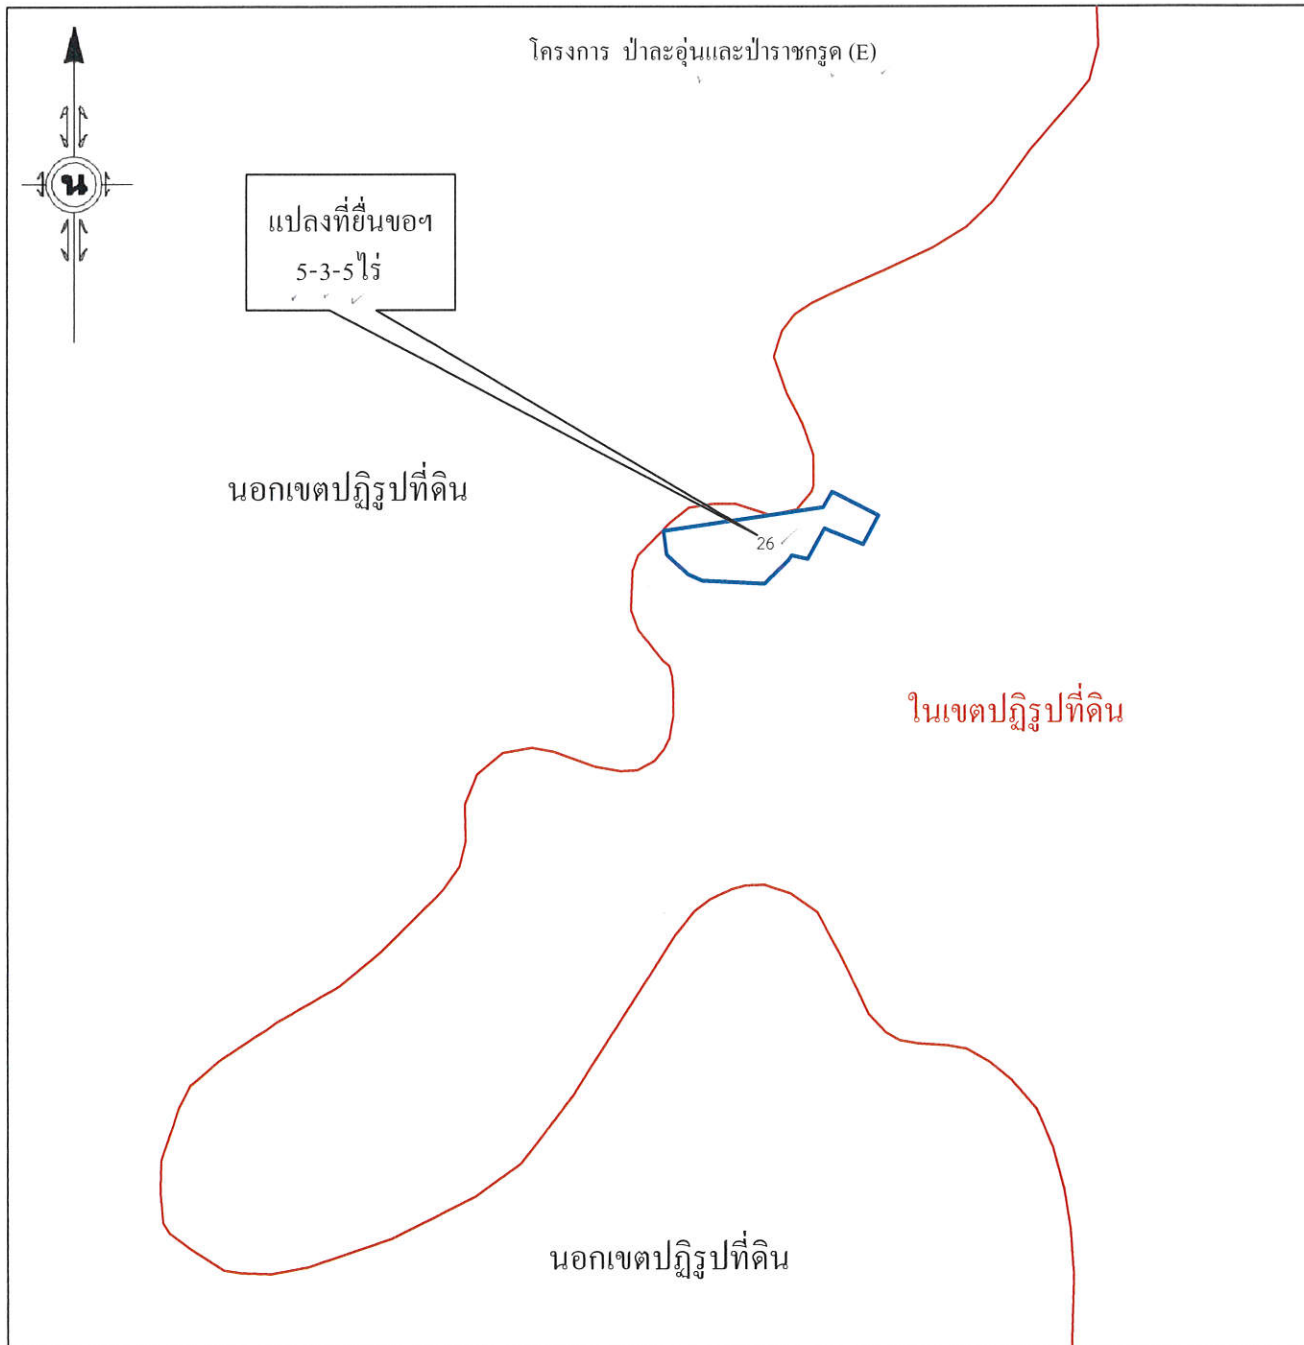 โครงการ ป่าละอุ่นและป่าราชกรูด (E)
น
แปลงที่ยื่นขอฯ
5-3-5 ไร่
นอกเขตปฏิรูปที่ดิน
26
ในเขตปฏิรูปที่ดิน
นอกเขตปฏิรูปที่ดิน